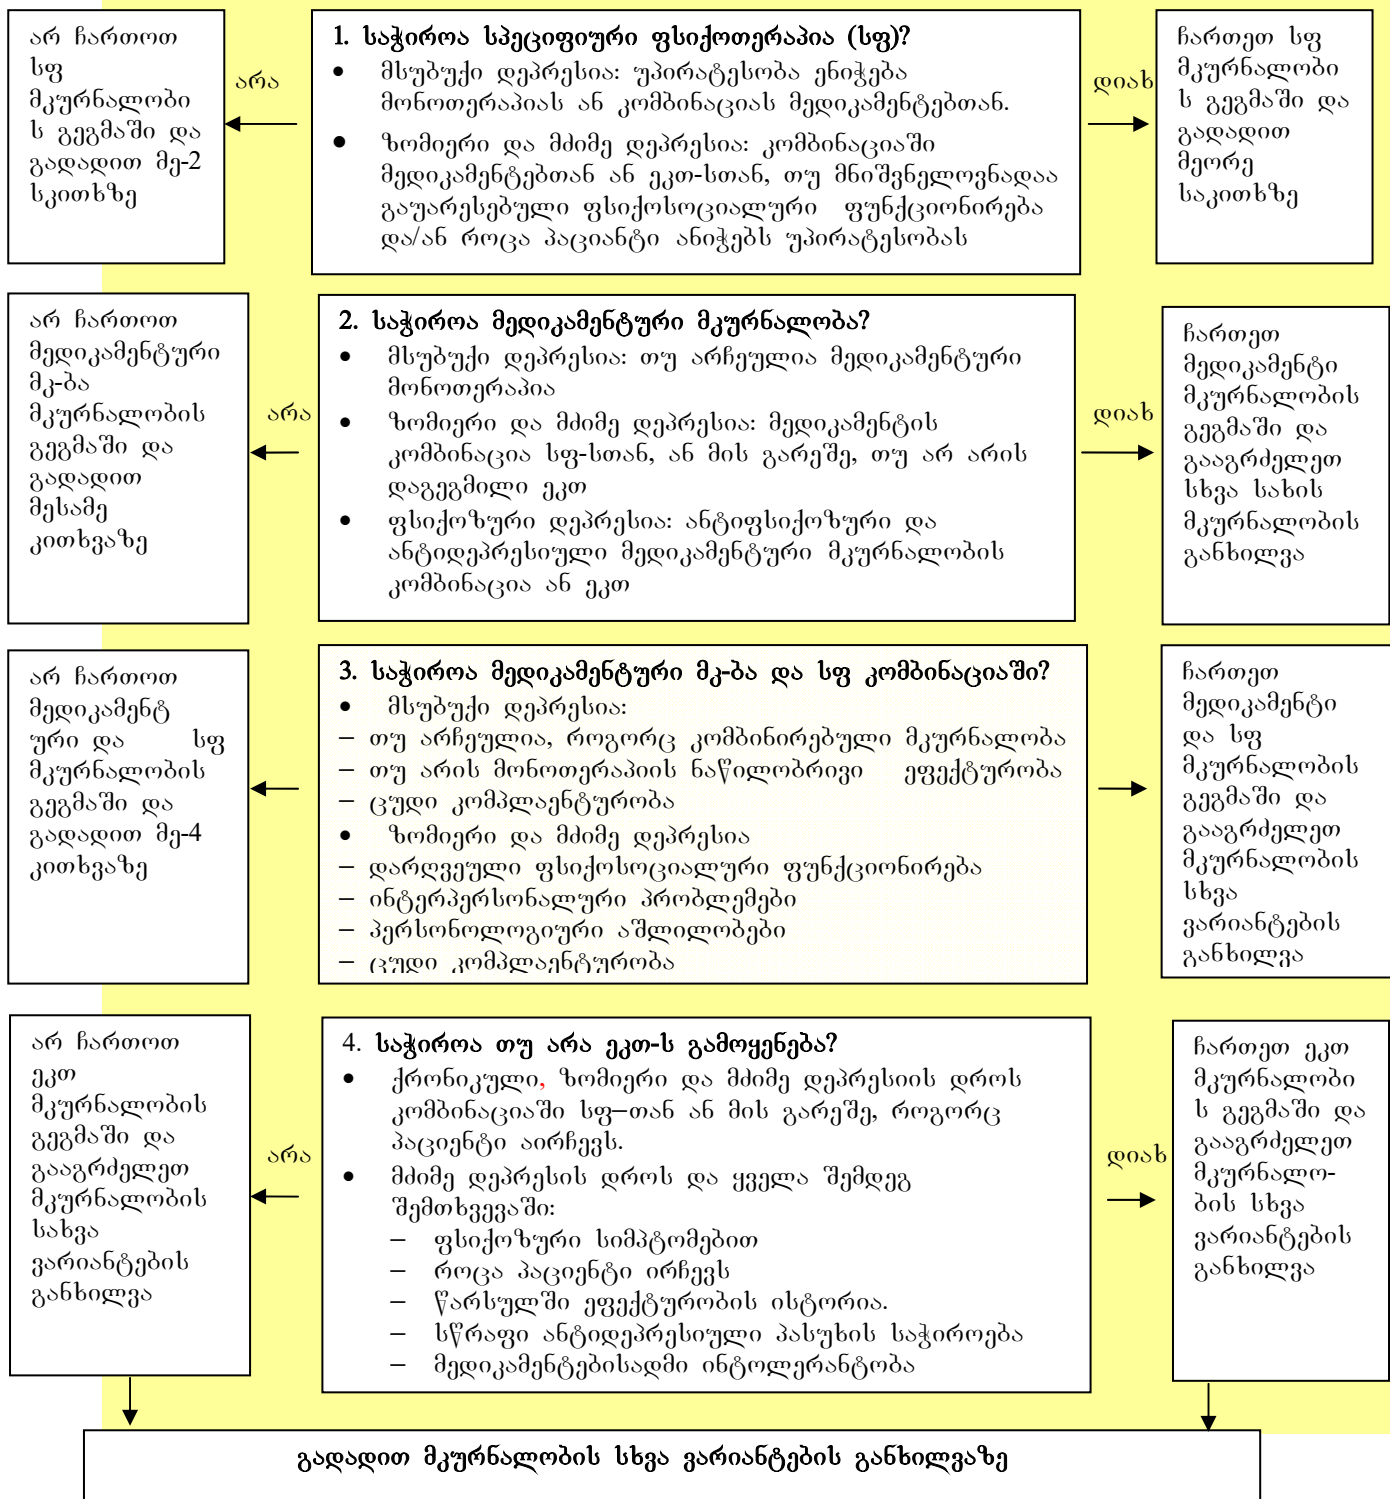 არ ჩართოთ
სფ
მკურნალობი
ს გეგმაში და
გადადით მე-2
სკითხზე
არა
1. საჭიროა სპეციფიური ფსიქოთერაპია (სფ)?
• მსუბუქი დეპრესია: უპირატესობა ენიჭება
მონოთერაპიას ან კომბინაციას მედიკამენტებთან.
• ზომიერი და მძიმე დეპრესია: კომბინაციაში
მედიკამენტებთან ან ეკთ-სთან, თუ მნიშვნელოვნადაა
გაუარესებული ფსიქოსოციალური ფუნქციონირება
და/ან როცა პაციანტი ანიჭებს უპირატესობას
დიახ
ჩართეთ სფ
მკურნალობი
ს გეგმაში და
გადადით
მეორე
საკითხზე
არ ჩართოთ
მედიკამენტური
მკ-ბა
მკურნალობის
გეგმაში და
გადადით
მესამე
კითხვაზე
არა
2. საჭიროა მედიკამენტური მკურნალობა?
• მსუბუქი დეპრესია: თუ არჩეულია მედიკამენტური
მონოთერაპია
• ზომიერი და მძიმე დეპრესია: მედიკამენტის
კომბინაცია სფ-სთან, ან მის გარეშე, თუ არ არის
დაგეგმილი ეკთ
• ფსიქოზური დეპრესია: ანტიფსიქოზური და
ანტიდეპრესიული მედიკამენტური მკურნალობის
კომბინაცია ან ეკთ
დიახ
ჩართეთ
მედიკამენტი
მკურნალობის
გეგმაში და
გააგრძელეთ
სხვა სახის
მკურნალობის
განხილვა
არ ჩართოთ
მედიკამენტ
ური და სფ
მკურნალობის
გეგმაში და
გადადით მე-4
კითხვაზე
3. საჭიროა მედიკამენტური მკ-ბა და სფ კომბინაციაში?
• მსუბუქი დეპრესია:
– თუ არჩეულია, როგორც კომბინირებული მკურნალობა
– თუ არის მონოთერაპიის ნაწილობრივი ეფექტურობა
– ცუდი კომპლაენტურობა
• ზომიერი და მძიმე დეპრესია
– დარღვეული ფსიქოსოციალური ფუნქციონირება
– ინტერპერსონალური პრობლემები
– პერსონოლოგიური აშლილობები
– ცუდი კომპლაენტურობა
ჩართეთ
მედიკამენტი
და სფ
მკურნალობის
გეგმაში და
გააგრძელეთ
მკურნალობის
სხვა
ვარიანტების
განხილვა
არ ჩართოთ
ეკთ
მკურნალობის
გეგმაში და
გააგრძელეთ
მკურნალობის
სახვა
ვარიანტების
განხილვა
არა
4. საჭიროა თუ არა ეკთ-ს გამოყენება?
• ქრონიკული, ზომიერი და მძიმე დეპრესიის დროს
კომბინაციაში სფ–თან ან მის გარეშე, როგორც
პაციენტი აირჩევს.
• მძიმე დეპრესის დროს და ყველა შემდეგ
შემთხვევაში:
– ფსიქოზური სიმპტომებით
– როცა პაციენტი ირჩევს
– წარსულში ეფექტურობის ისტორია.
– სწრაფი ანტიდეპრესიული პასუხის საჭიროება
– მედიკამენტებისადმი ინტოლერანტობა
დიახ
ჩართეთ ეკთ
მკურნალობი
ს გეგმაში და
გააგრძელეთ
მკურნალო-
ბის სხვა
ვარიანტების
განხილვა
გადადით მკურნალობის სხვა ვარიანტების განხილვაზე